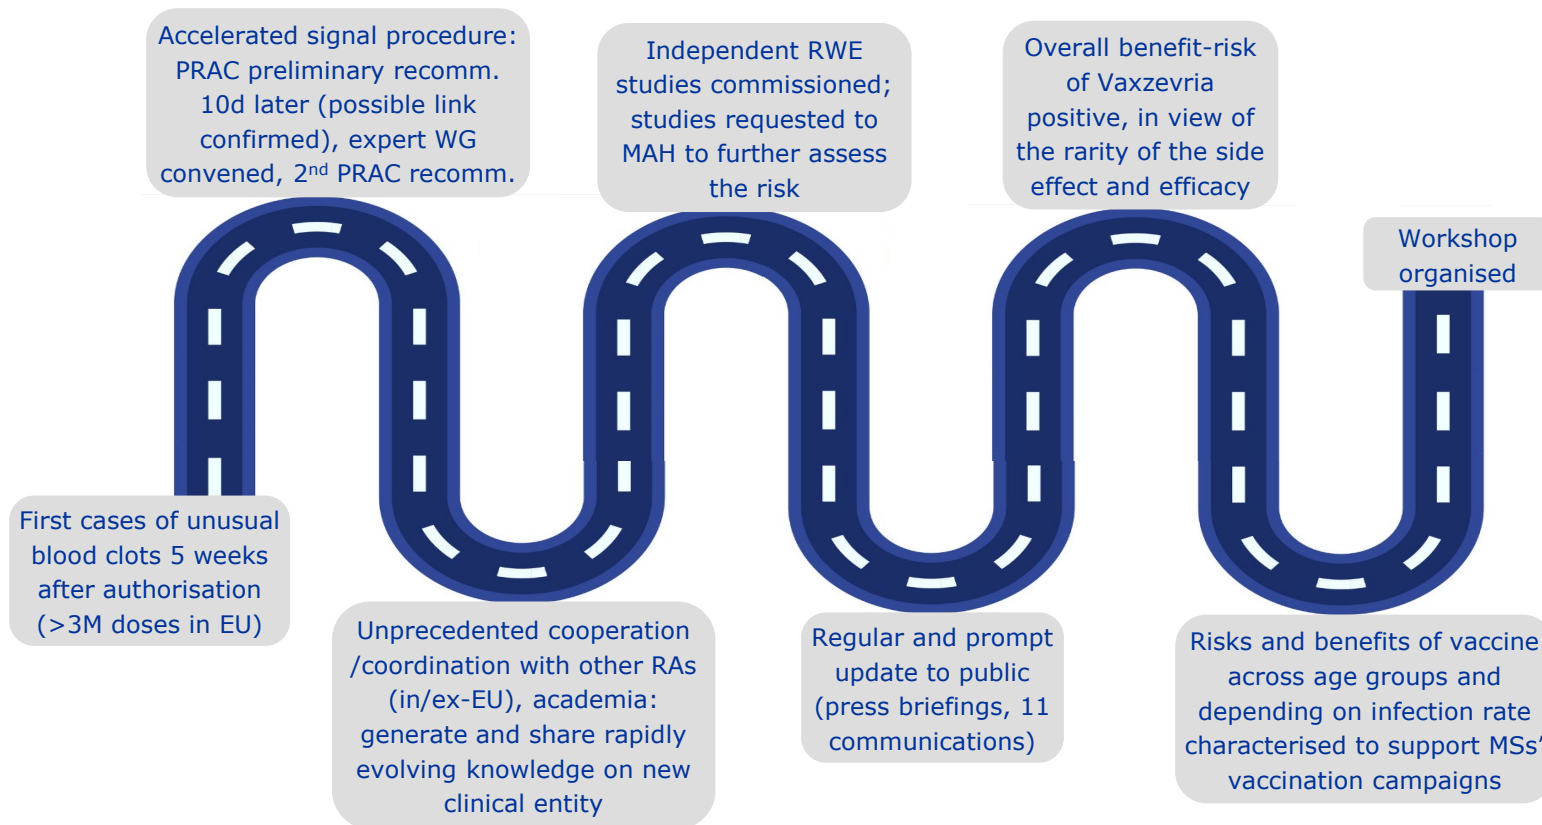 First cases of unusual
blood clots 5 weeks
after authorisation
(>3M doses in EU)
Accelerated signal procedure:
PRAC preliminary recomm.
10d later (possible link
confirmed), expert WG
convened, 2nd PRAC recomm.
Unprecedented cooperation
/coordination with other RAs
(in/ex-EU), academia:
generate and share rapidly
evolving knowledge on new
clinical entity
Independent RWE
studies commissioned;
studies requested to
MAH to further assess
the risk
Regular and prompt
update to public
(press briefings, 11
communications)
Overall benefit-risk
of Vaxzevria
positive, in view of
the rarity of the side
effect and efficacy
Risks and benefits of vaccine
across age groups and
depending on infection rate
characterised to support MSs'
vaccination campaigns
Workshop
organised